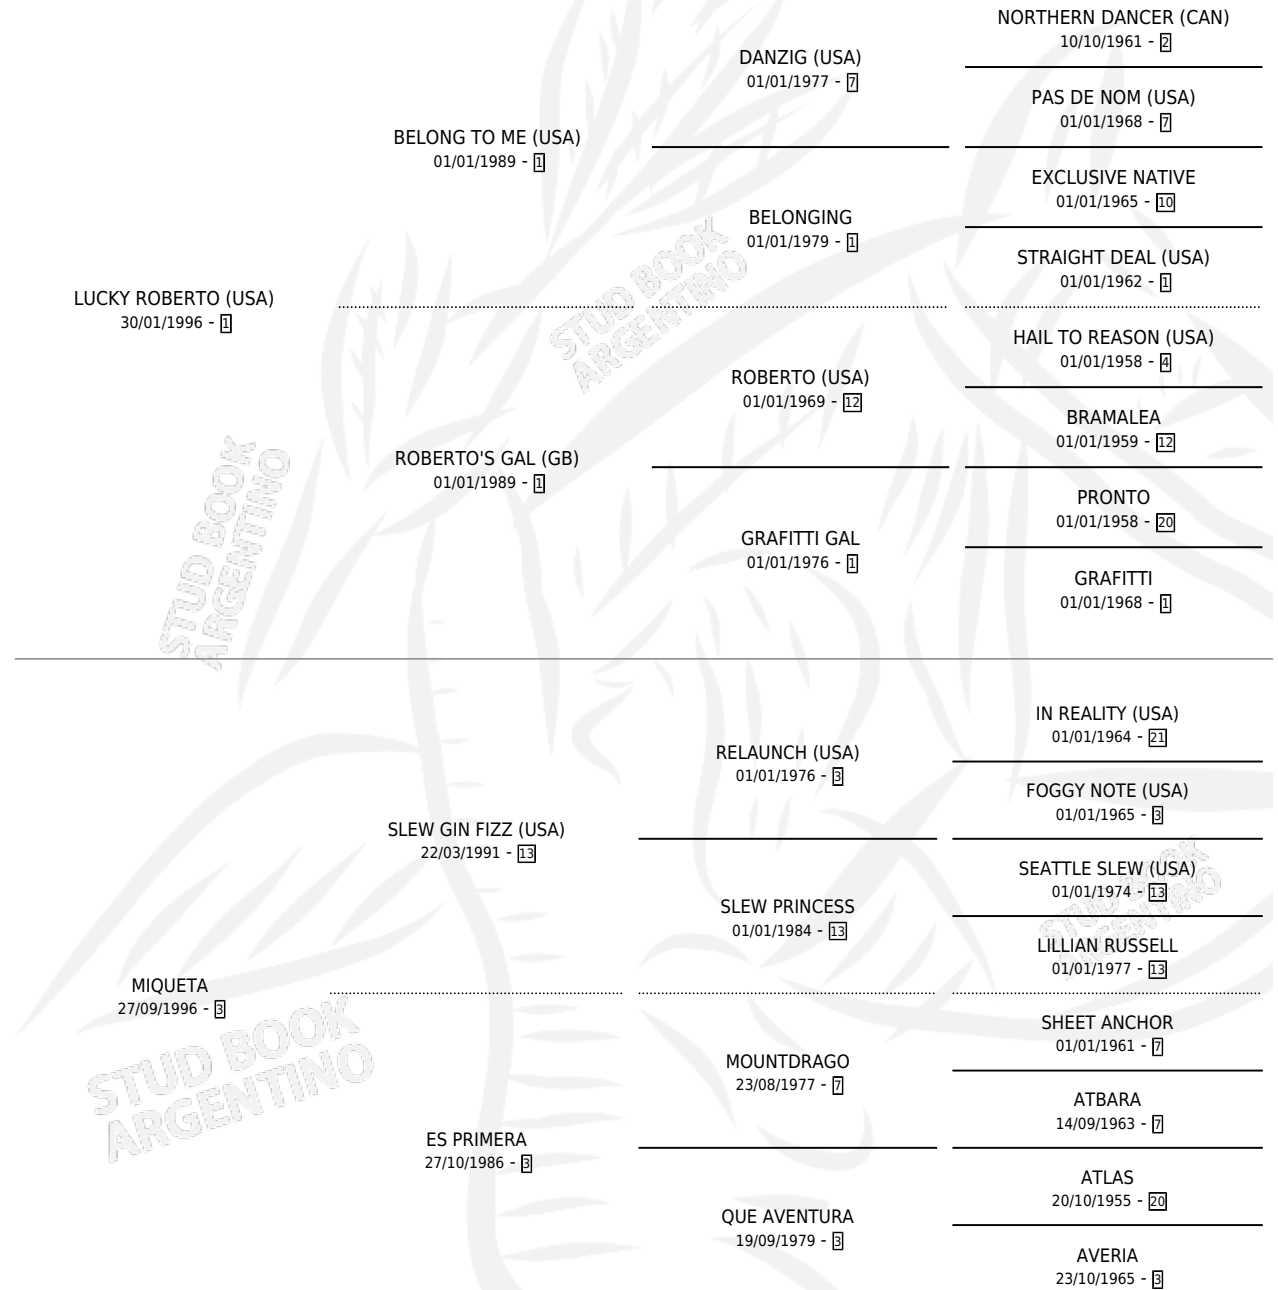 NORTHERN DANCER (CAN)
10/10/1961 - 2
DANZIG (USA)
01/01/1977 - 7
PAS DE NOM (USA)
01/01/1968 - 7
BELONG TO ME (USA)
01/01/1989 - 1
EXCLUSIVE NATIVE
01/01/1965 - 10
BELONGING
01/01/1979 - 1
STRAIGHT DEAL (USA)
01/01/1962 - 1
LUCKY ROBERTO (USA)
30/01/1996 - 1
HAIL TO REASON (USA)
01/01/1958 - 4
ROBERTO (USA)
01/01/1969 - 12
BRAMALEA
01/01/1959 - 12
ROBERTO'S GAL (GB)
01/01/1989 - 1
PRONTO
01/01/1958 - 20
GRAFITTI GAL
01/01/1976 - 1
GRAFITTI
01/01/1968 - 1
STUD BOOK
ARGENTINO
STUD BOOK
ARGENTINO
IN REALITY (USA)
01/01/1964 - 21
RELAUNCH (USA)
01/01/1976 - 3
FOGGY NOTE (USA)
01/01/1965 - 3
SLEW GIN FIZZ (USA)
22/03/1991 - 13
SEATTLE SLEW (USA)
01/01/1974 - 13
SLEW PRINCESS
01/01/1984 - 13
LILLIAN RUSSELL
01/01/1977 - 13
STUD BOOK
ARGENTINO
MIQUETA
27/09/1996 - 3
SHEET ANCHOR
01/01/1961 - 7
MOUNTDRAGO
23/08/1977 - 7
ATBARA
14/09/1963 - 7
ES PRIMERA
27/10/1986 - 3
ATLAS
20/10/1955 - 20
QUE AVENTURA
19/09/1979 - 3
AVERIA
23/10/1965 - 3
STUD BOOK
ARGENTINO